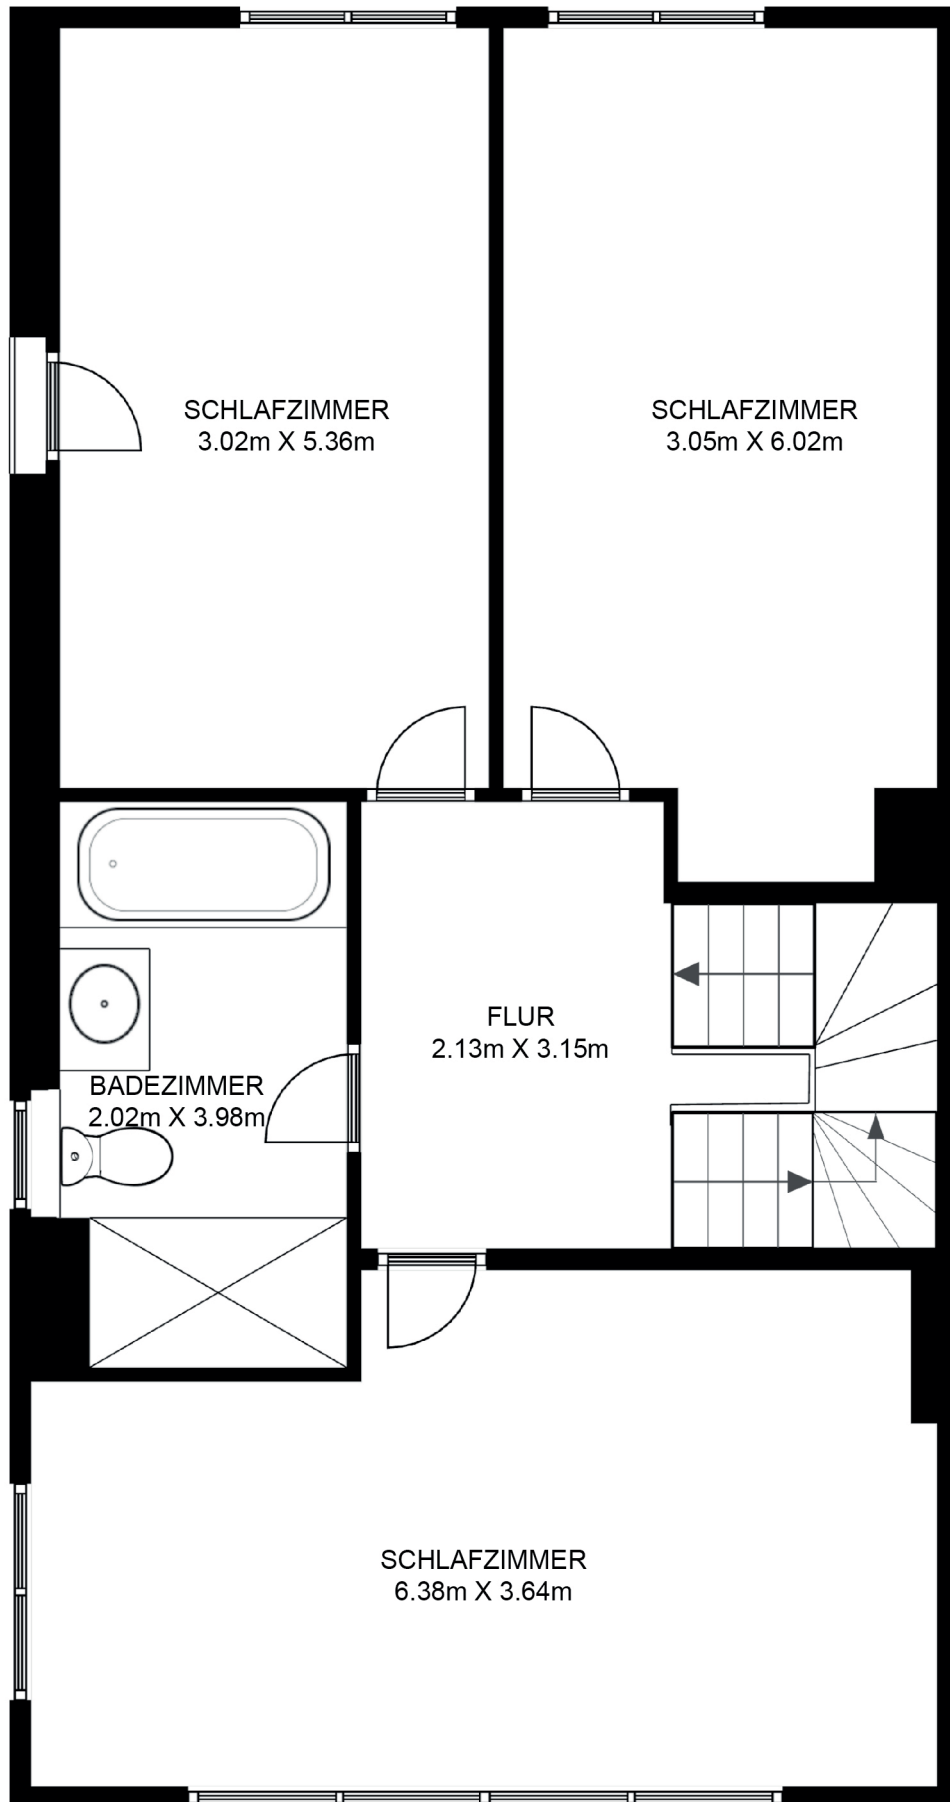 SCHLAFZIMMER
3.02m X 5.36m
SCHLAFZIMMER
3.05m X 6.02m
FLUR
2.13m X 3.15m
BADEZIMMER
2.02m X 3.98m
SCHLAFZIMMER
6.38m X 3.64m